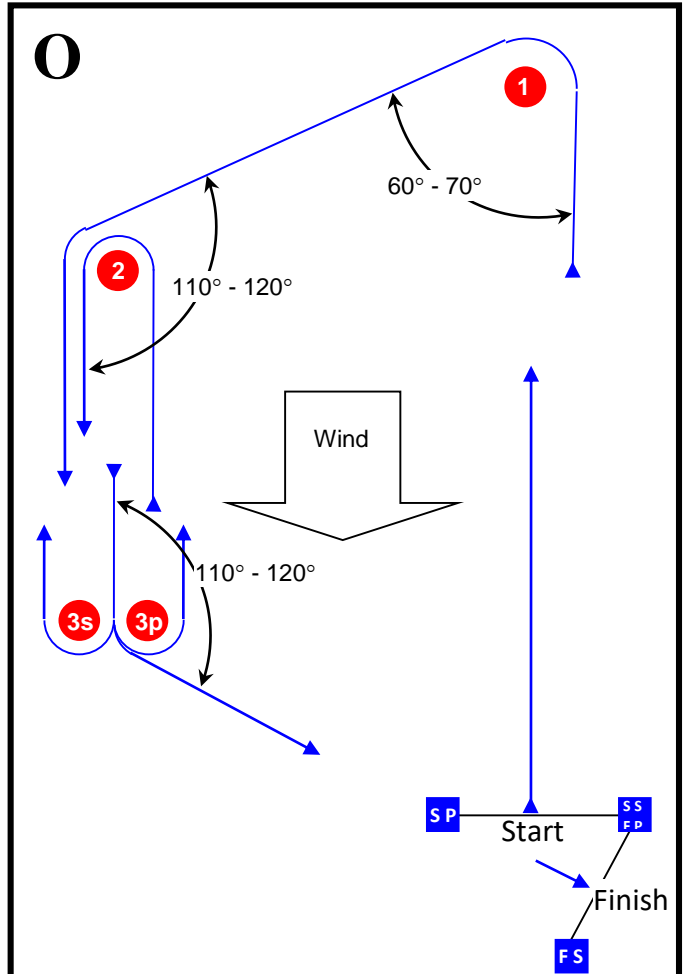 O
1
60° - 70°
2
110° - 120°
Wind
110° - 120°
3s
3p
S P
Start
S S
F P
Finish
F S